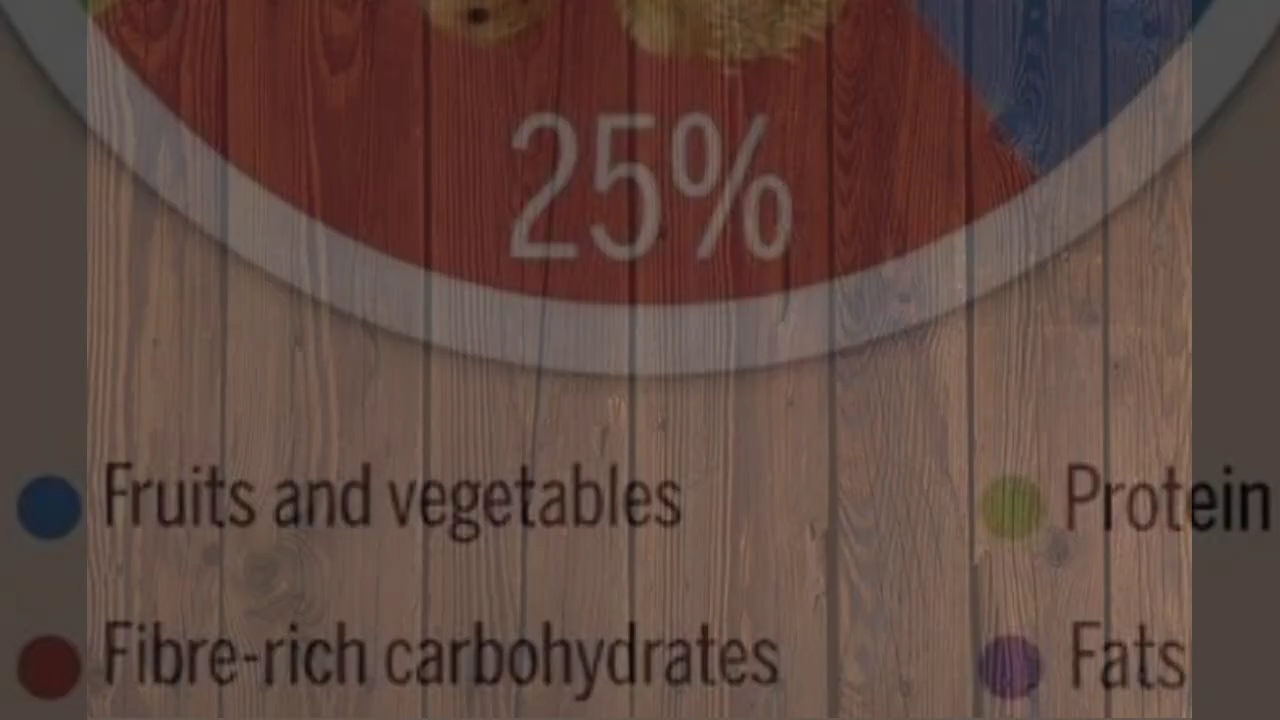 25%
Fruits and vegetables
Protein
Fibre-rich carbohydrates
Fats